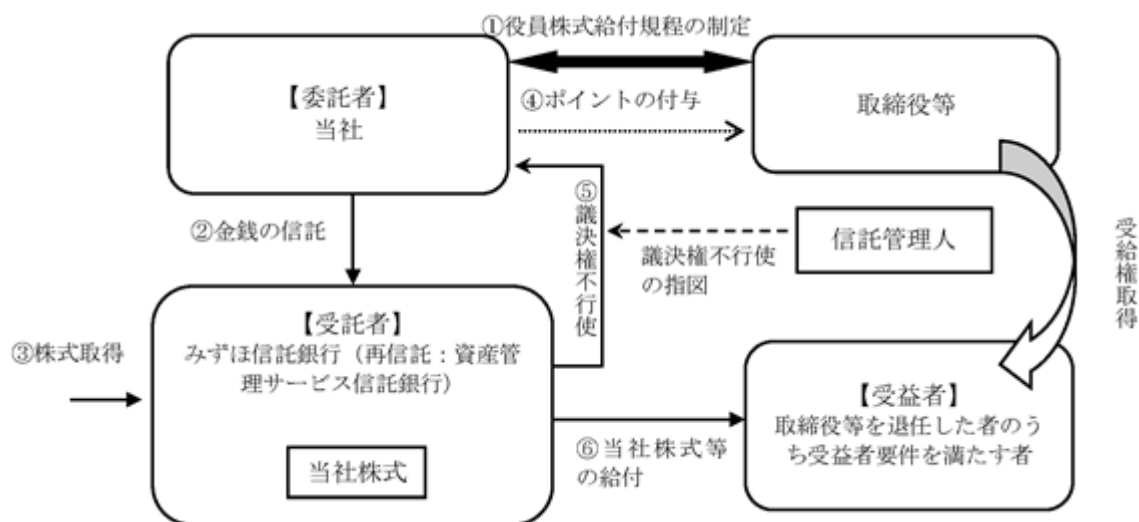 ①役員株式給付規程の制定
【委託者】
当社
④ポイントの付与
取締役等
②金銭の信託
⑤議決権不行使
議決権不行使
の指図
信託管理人
受給権取得
③株式取得
【受託者】
みずほ信託銀行（再信託：資産管
理サービス信託銀行）
当社株式
⑥当社株式等
の給付
【受益者】
取締役等を退任した者のう
ち受益者要件を満たす者